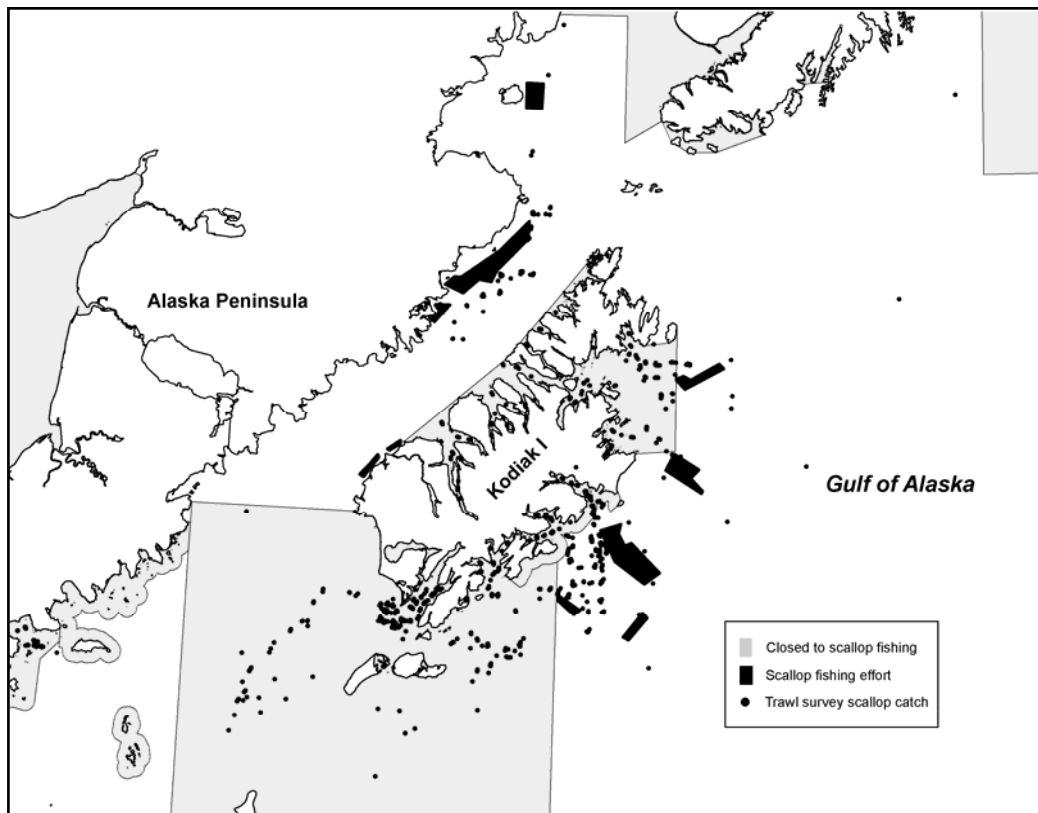 Alaska Peninsula
Kodiak I
Gulf of Alaska
Closed to scallop fishing
Scallop fishing effort
Trawl survey scallop catch